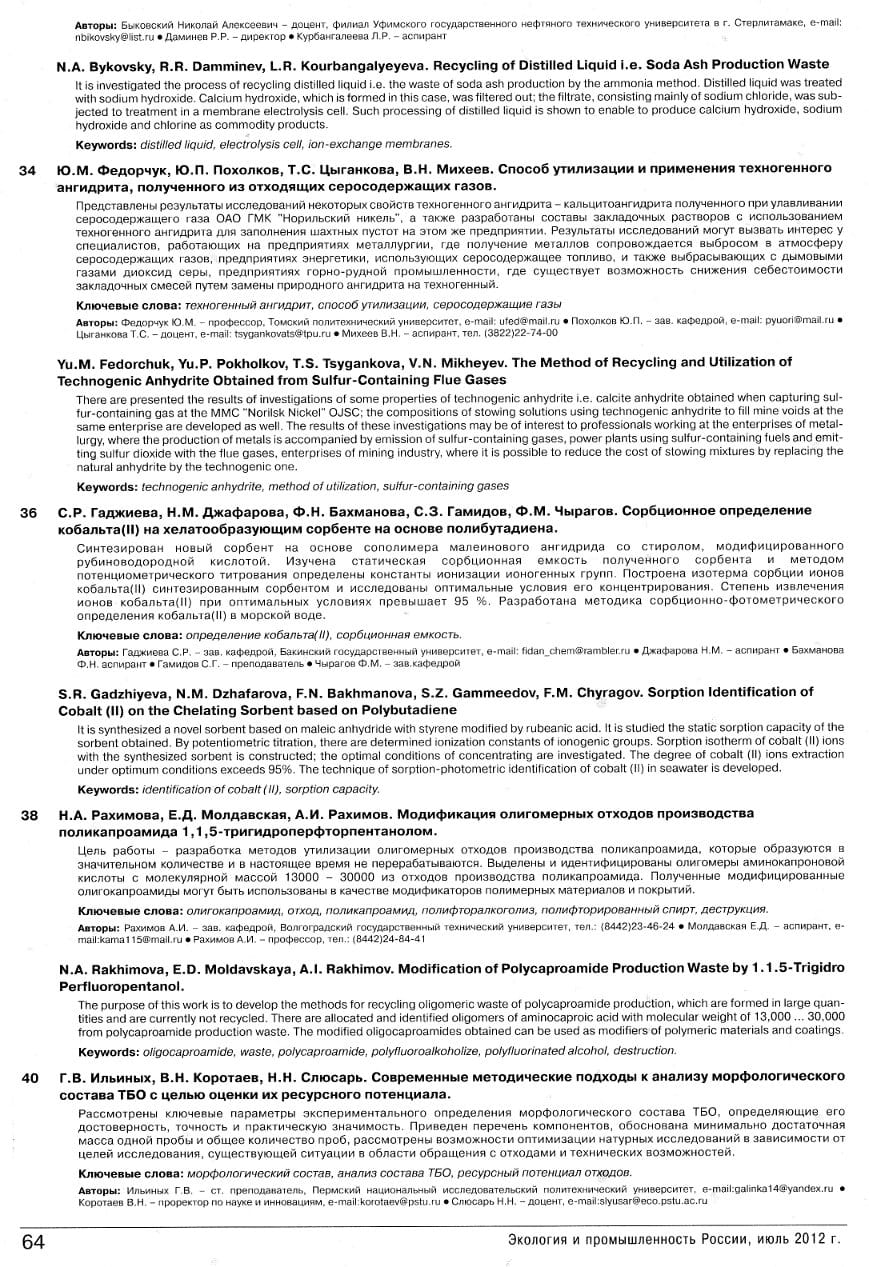 Авторы: Быковский Николай Алексеевич – доцент, филиал Уфимского государственного нефтяного технического университета в г. Стерлитамаке, e-mail:
nbikovsky@list.ru ● Даминев Р.Р. – директор ● Курбангалеева Л.Р. – аспирант
N.A. Bykovsky, R.R. Damminev, L.R. Kourbangalyeyeva. Recycling of Distilled Liquid i.e. Soda Ash Production Waste
It is investigated the process of recycling distilled liquid i.e. the waste of soda ash production by the ammonia method. Distilled liquid was treated
with sodium hydroxide. Calcium hydroxide, which is formed in this case, was filtered out; the filtrate, consisting mainly of sodium chloride, was sub-
jected to treatment in a membrane electrolysis cell. Such processing of distilled liquid is shown to enable to produce calcium hydroxide, sodium
hydroxide and chlorine as commodity products.
Keywords: distilled liquid, electrolysis cell, ion-exchange membranes.
34 Ю.М. Федорчук, Ю.П. Похолков, Т.С. Цыганкова, В.Н. Михеев. Способ утилизации и применения техногенного
ангидрита, полученного из отходящих серосодержащих газов.
Представлены результаты исследований некоторых свойств техногенного ангидрита – кальцитоангидрита полученного при улавливании
серосодержащего газа ОАО ГМК "Норильский никель", а также разработаны составы закладочных растворов с использованием
техногенного ангидрита для заполнения шахтных пустот на этом же предприятии. Результаты исследований могут вызвать интерес у
специалистов, работающих на предприятиях металлургии, где получение металлов сопровождается выбросом в атмосферу
серосодержащих газов, предприятиях энергетики, использующих серосодержащее топливо, и также выбрасывающих с дымовыми
газами диоксид серы, предприятиях горно-рудной промышленности, где существует возможность снижения себестоимости
закладочных смесей путем замены природного ангидрита на техногенный.
Ключевые слова: техногенный ангидрит, способ утилизации, серосодержащие газы
Авторы: Федорчук Ю.М. – профессор, Томский политехнический университет, e-mail: ufed@mail.ru ● Похолков Ю.П. – зав. кафедрой, e-mail: pyuori@mail.ru ●
Цыганкова Т.С. – доцент, e-mail: tsygankovats@tpu.ru ● Михеев В.Н. – аспирант, тел. (3822)22-74-00
Yu.M. Fedorchuk, Yu.P. Pokholkov, T.S. Tsygankova, V.N. Mikheyev. The Method of Recycling and Utilization of
Technogenic Anhydrite Obtained from Sulfur-Containing Flue Gases
There are presented the results of investigations of some properties of technogenic anhydrite i.e. calcite anhydrite obtained when capturing sul-
fur-containing gas at the MMC "Norilsk Nickel" OJSC; the compositions of stowing solutions using technogenic anhydrite to fill mine voids at the
same enterprise are developed as well. The results of these investigations may be of interest to professionals working at the enterprises of metal-
lurgy, where the production of metals is accompanied by emission of sulfur-containing gases, power plants using sulfur-containing fuels and emit-
ting sulfur dioxide with the flue gases, enterprises of mining industry, where it is possible to reduce the cost of stowing mixtures by replacing the
natural anhydrite by the technogenic one.
Keywords: technogenic anhydrite, method of utilization, sulfur-containing gases
36 С.Р. Гаджиева, Н.М. Джафарова, Ф.Н. Бахманова, С.З. Гамидов, Ф.М. Чырагов. Сорбционное определение
кобальта(II) на хелатообразующим сорбенте на основе полибутадиена.
Синтезирован новый сорбент на основе сополимера малеинового ангидрида со стиролом, модифицированного
рубиноводородной кислотой. Изучена статическая сорбционная емкость полученного сорбента и методом
потенциометрического титрования определены константы ионизации ионогенных групп. Построена изотерма сорбции ионов
кобальта(II) синтезированным сорбентом и исследованы оптимальные условия его концентрирования. Степень извлечения
ионов кобальта(II) при оптимальных условиях превышает 95 %. Разработана методика сорбционно-фотометрического
определения кобальта(II) в морской воде.
Ключевые слова: определение кобальта(II), сорбционная емкость.
Авторы: Гаджиева С.Р. – зав. кафедрой, Бакинский государственный университет, e-mail: fidan_chem@rambler.ru ● Джафарова Н.М. – аспирант ● Бахманова
Ф.Н. аспирант ● Гамидов С.Г. – преподаватель ● Чырагов Ф.М. – зав.кафедрой
S.R. Gadzhiyeva, N.M. Dzhafarova, F.N. Bakhmanova, S.Z. Gammeedov, F.M. Chyragov. Sorption Identification of
Cobalt (II) on the Chelating Sorbent based on Polybutadiene
It is synthesized a novel sorbent based on maleic anhydride with styrene modified by rubeanic acid. It is studied the static sorption capacity of the
sorbent obtained. By potentiometric titration, there are determined ionization constants of ionogenic groups. Sorption isotherm of cobalt (II) ions
with the synthesized sorbent is constructed; the optimal conditions of concentrating are investigated. The degree of cobalt (II) ions extraction
under optimum conditions exceeds 95%. The technique of sorption-photometric identification of cobalt (II) in seawater is developed.
Keywords: identification of cobalt (II), sorption capacity.
38 Н.А. Рахимова, Е.Д. Молдавская, А.И. Рахимов. Модификация олигомерных отходов производства
поликапроамида 1,1,5-тригидроперфторпентанолом.
Цель работы – разработка методов утилизации олигомерных отходов производства поликапроамида, которые образуются в
значительном количестве и в настоящее время не перерабатываются. Выделены и идентифицированы олигомеры аминокапроновой
кислоты с молекулярной массой 13000 – 30000 из отходов производства поликапроамида. Полученные модифицированные
олигокапроамиды могут быть использованы в качестве модификаторов полимерных материалов и покрытий.
Ключевые слова: олигокапроамид, отход, поликапроамид, полифторалкоголиз, полифторированный спирт, деструкция.
Авторы: Рахимов А.И. – зав. кафедрой, Волгоградский государственный технический университет, тел.: (8442)23-46-24 ● Молдавская Е.Д. – аспирант, e-
mail:kama115@mail.ru ● Рахимов А.И. – профессор, тел.: (8442)24-84-41
N.A. Rakhimova, E.D. Moldavskaya, A.I. Rakhimov. Modification of Polycaproamide Production Waste by 1.1.5-Trigidro
Perfluoropentanol.
The purpose of this work is to develop the methods for recycling oligomeric waste of polycaproamide production, which are formed in large quan-
tities and are currently not recycled. There are allocated and identified oligomers of aminocaproic acid with molecular weight of 13,000 ... 30,000
from polycaproamide production waste. The modified oligocaproamides obtained can be used as modifiers of polymeric materials and coatings.
Keywords: oligocaproamide, waste, polycaproamide, polyfluoroalkoholize, polyfluorinated alcohol, destruction.
40 Г.В. Ильиных, В.Н. Коротаев, Н.Н. Слюсарь. Современные методические подходы к анализу морфологического
состава ТБО с целью оценки их ресурсного потенциала.
Рассмотрены ключевые параметры экспериментального определения морфологического состава ТБО, определяющие его
достоверность, точность и практическую значимость. Приведен перечень компонентов, обоснована минимально достаточная
масса одной пробы и общее количество проб, рассмотрены возможности оптимизации натурных исследований в зависимости от
целей исследования, существующей ситуации в области обращения с отходами и технических возможностей.
Ключевые слова: морфологический состав, анализ состава ТБО, ресурсный потенциал отходов.
Авторы: Ильиных Г.В. – ст. преподаватель, Пермский национальный исследовательский политехнический университет, e-mail:galinka14@yandex.ru ●
Коротаев В.Н. – проректор по науке и инновациям, e-mail:korotaev@pstu.ru ● Слюсарь Н.Н. – доцент, e-mail:slyusar@eco.pstu.ac.ru
64 Экология и промышленность России, июль 2012 г.